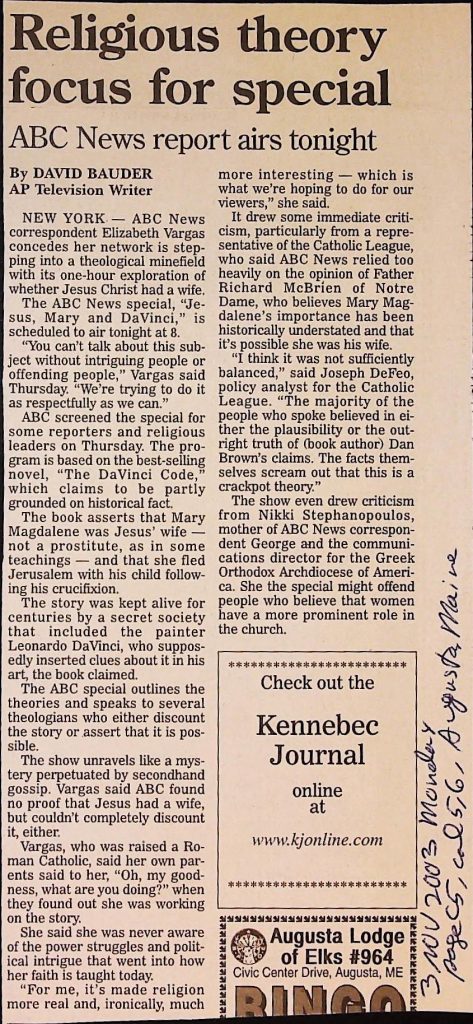 Religious theory
focus for special
ABC News report airs tonight
By DAVID BAUDER
AP Television Writer
NEW YORK — ABC News
correspondent Elizabeth Vargas
concedes her network is step-
ping into a theological minefield
with its one-hour exploration of
whether Jesus Christ had a wife.
The ABC News special, “Je-
sus, Mary and DaVinci,” is
scheduled to air tonight at 8.
“You can’t talk about this sub-
ject without intriguing people or
offending people,” Vargas said
Thursday. “We’re trying to do it
as respectfully as we can.”
ABC screened the special for
some reporters and religious
leaders on Thursday. The pro-
gram is based on the best-selling
novel, “The DaVinci Code,”
which claims to be partly
grounded on historical fact.
The book asserts that Mary
Magdalene was Jesus’ wife —
not a prostitute, as in some
teachings — and that she fled
Jerusalem with his child follow-
ing his crucifixion.
The story was kept alive for
centuries by a secret society
that included the painter
Leonardo DaVinci, who suppos-
edly inserted clues about it in his
art, the book claimed.
The ABC special outlines the
theories and speaks to several
theologians who either discount
the story or assert that it is pos-
sible.
The show unravels like a mys-
tery perpetuated by secondhand
gossip. Vargas said ABC found
no proof that Jesus had a wife,
but couldn’t completely discount
it, either.
Vargas, who was raised a Ro-
man Catholic, said her own par-
ents said to her, “Oh, my good-
ness, what are you doing?” when
they found out she was working
on the story.
She said she was never aware
of the power struggles and polit-
ical intrigue that went into how
her faith is taught today.
“For me, it’s made religion
more real and, ironically, much
more interesting — which is
what we’re hoping to do for our
viewers,” she said.
It drew some immediate criti-
cism, particularly from a repre-
sentative of the Catholic League,
who said ABC News relied too
heavily on the opinion of Father
Richard McBrien of Notre
Dame, who believes Mary Mag-
dalene’s importance has been
historically understated and that
it’s possible she was his wife.
“I think it was not sufficiently
balanced,” said Joseph DeFeo,
policy analyst for the Catholic
League. “The majority of the
people who spoke believed in ei-
ther the plausibility or the out-
right truth of (book author) Dan
Brown’s claims. The facts them-
selves scream out that this is a
crackpot theory.”
The show even drew criticism
from Nikki Stephanopoulos,
mother of ABC News correspon-
dent George and the communi-
cations director for the Greek
Orthodox Archdiocese of Ameri-
ca. She the special might offend
people who believe that women
have a more prominent role in
the church.
Check out the
Kennebec
Journal
online
at
www.kjonline.com
Augusta Lodge
of Elks #964
Civic Center Drive, Augusta, ME
BINGO
3 NOV 2003 Monday
page C5, col 5,6, Augusta, Maine